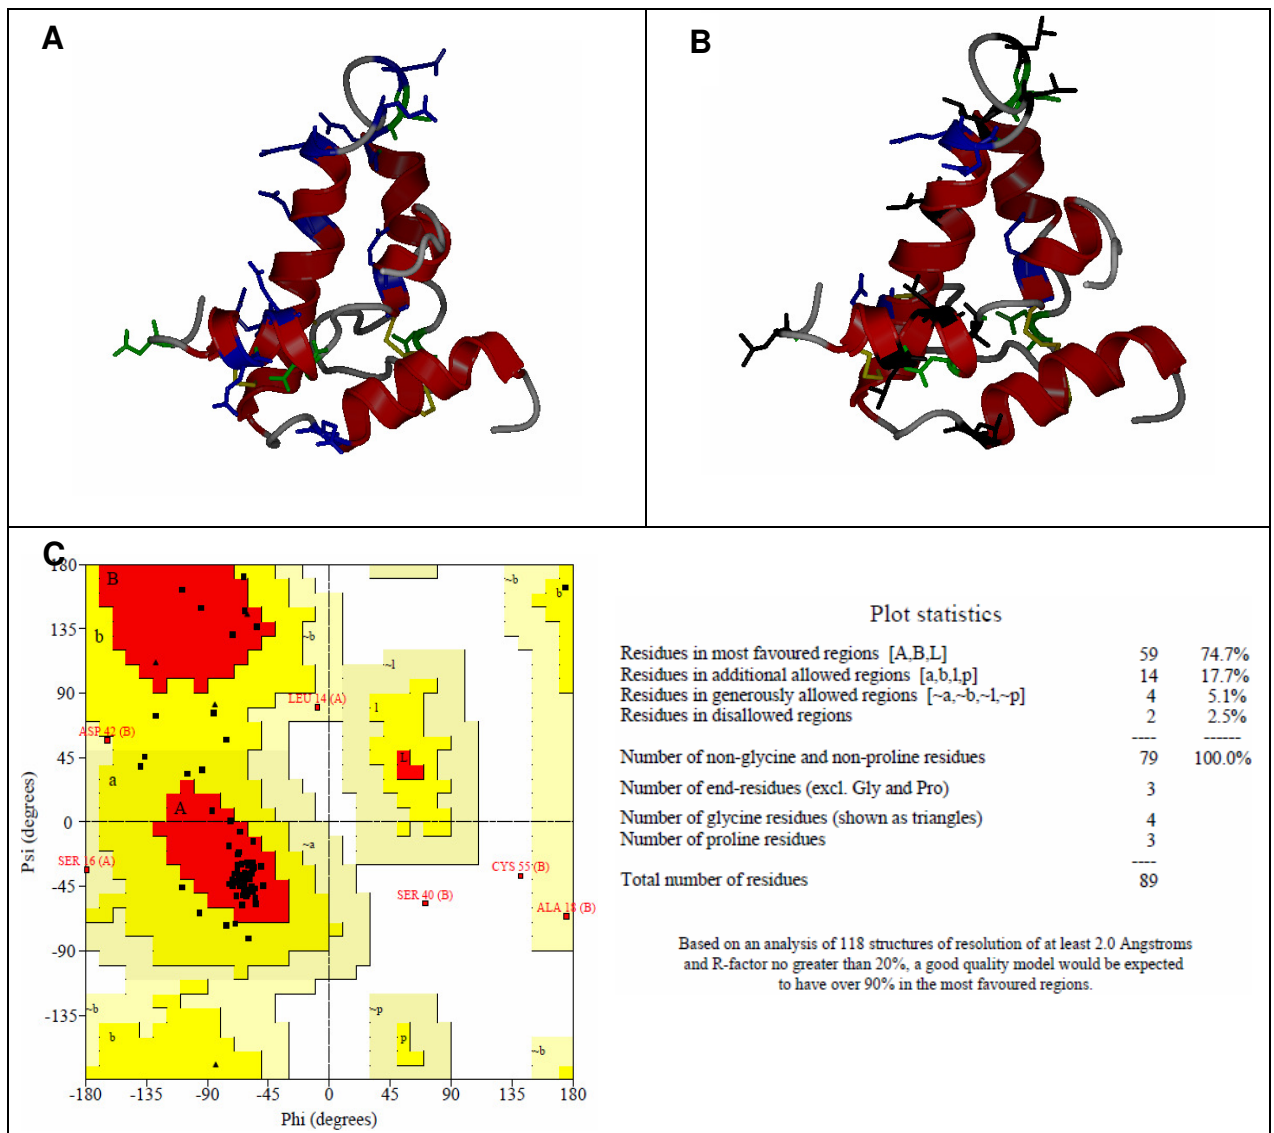 A
B
C
180
135
90
45
0
-45
-90
-135
-180
-135
-90
-45
0
45
90
135
180
Psi (degrees)
Phi (degrees)
B
b
~b
~b
b
~l
l
LEU 14 (A)
ASP 42 (B)
L
a
A
~a
SER 16 (A)
CYS 55 (B)
SER 40 (B)
ALA 18 (B)
~b
~p
b
p
~b
Plot statistics
Residues in most favoured regions [A,B,L] 59 74.7%
Residues in additional allowed regions [a,b,l,p] 14 17.7%
Residues in generously allowed regions [~a,~b,~l,~p] 4 5.1%
Residues in disallowed regions 2 2.5%
---- ------
Number of non-glycine and non-proline residues 79 100.0%
Number of end-residues (excl. Gly and Pro) 3
Number of glycine residues (shown as triangles) 4
Number of proline residues 3
----
Total number of residues 89
Based on an analysis of 118 structures of resolution of at least 2.0 Angstroms
and R-factor no greater than 20%, a good quality model would be expected
to have over 90% in the most favoured regions.